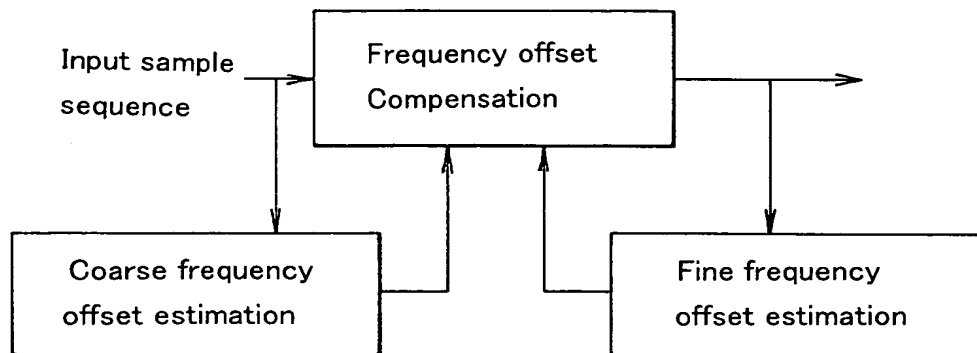 Input sample
sequence
Frequency offset
Compensation
Coarse frequency
offset estimation
Fine frequency
offset estimation